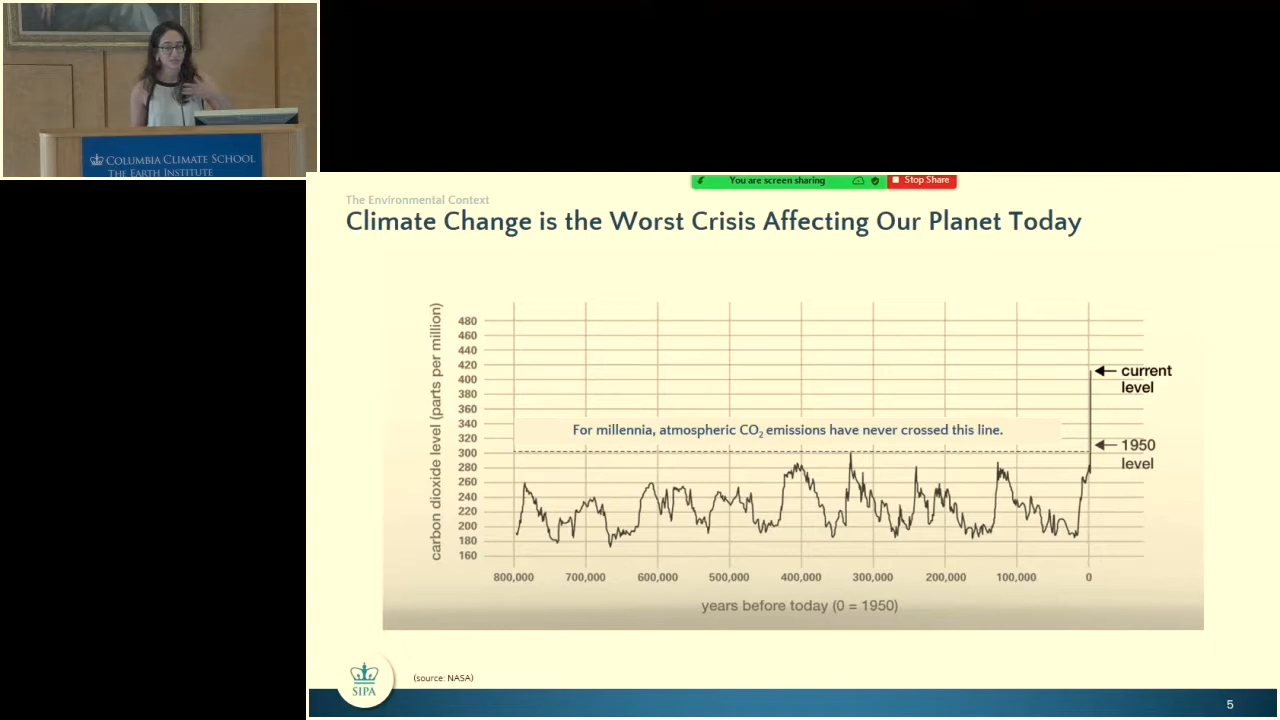 COLUMBIA CLIMATE SCHOOL
THE EARTH INSTITUTE
You are screen sharing
Stop Share
The Environmental Context
Climate Change is the Worst Crisis Affecting Our Planet Today
carbon dioxide level (parts per million)
480
460
440
420
400
380
360
340
320
300
280
260
240
220
200
180
160
For millennia, atmospheric CO₂ emissions have never crossed this line.
current
level
1950
level
800,000
700,000
600,000
500,000
400,000
300,000
200,000
100,000
0
years before today (0 = 1950)
SIPA
(source: NASA)
5